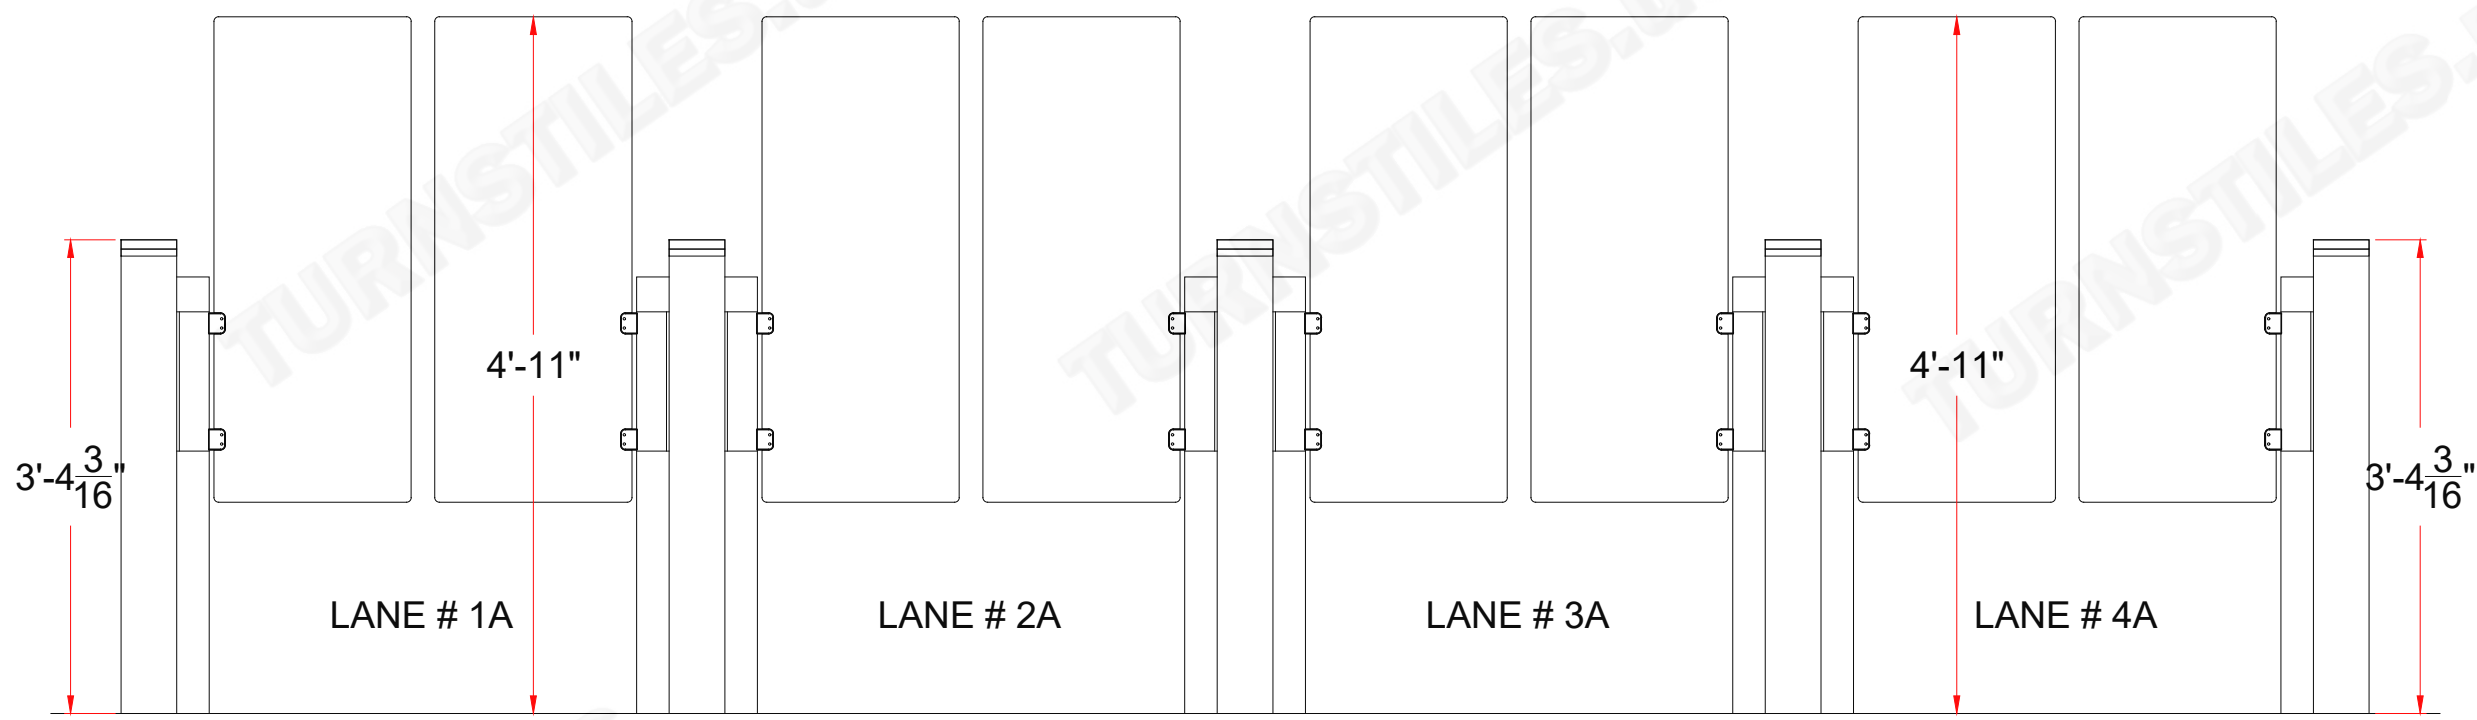 TURNSTILES.u
TURNSTILES.u
TURNSTILES.
4'-11"
4'-11"
3'-4 3/16"
3'-4 3/16"
LANE # 1A
LANE # 2A
LANE # 3A
LANE # 4A